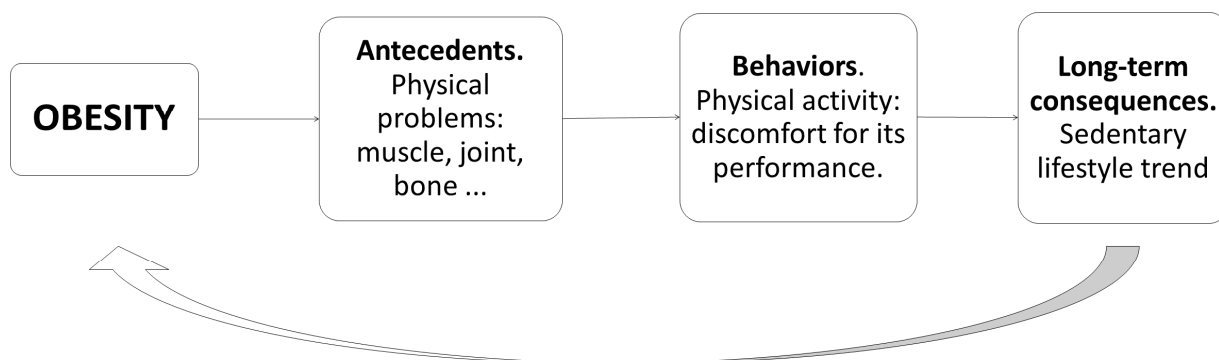 OBESITY
Antecedents.
Physical
problems:
muscle, joint,
bone ...
Behaviors.
Physical activity:
discomfort for its
performance.
Long-term
consequences.
Sedentary
lifestyle trend